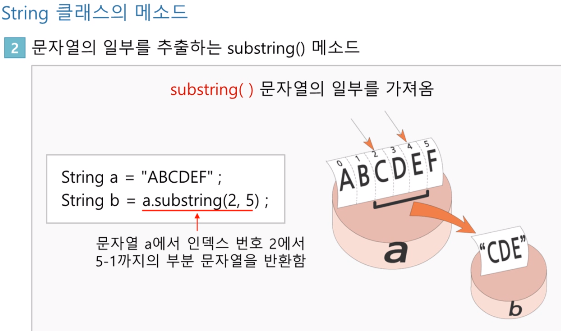 String 클래스의 메소드
2 문자열의 일부를 추출하는 substring() 메소드
substring( ) 문자열의 일부를 가져옴
String a = "ABCDEF" ;
String b = a.substring(2, 5) ;
문자열 a에서 인덱스 번호 2에서
5-1까지의 부분 문자열을 반환함
0 1 2 3 4 5
A B C D E F
a
“CDE”
b